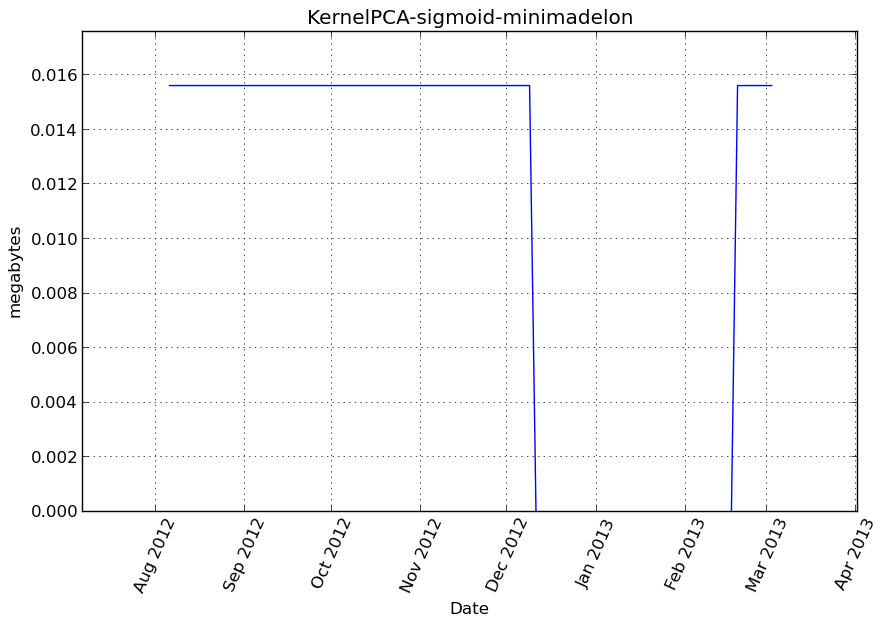 KernelPCA-sigmoid-minimadelon
megabytes
0.016
0.014
0.012
0.010
0.008
0.006
0.004
0.002
0.000
Aug 2012
Sep 2012
Oct 2012
Nov 2012
Dec 2012
Jan 2013
Feb 2013
Mar 2013
Apr 2013
Date